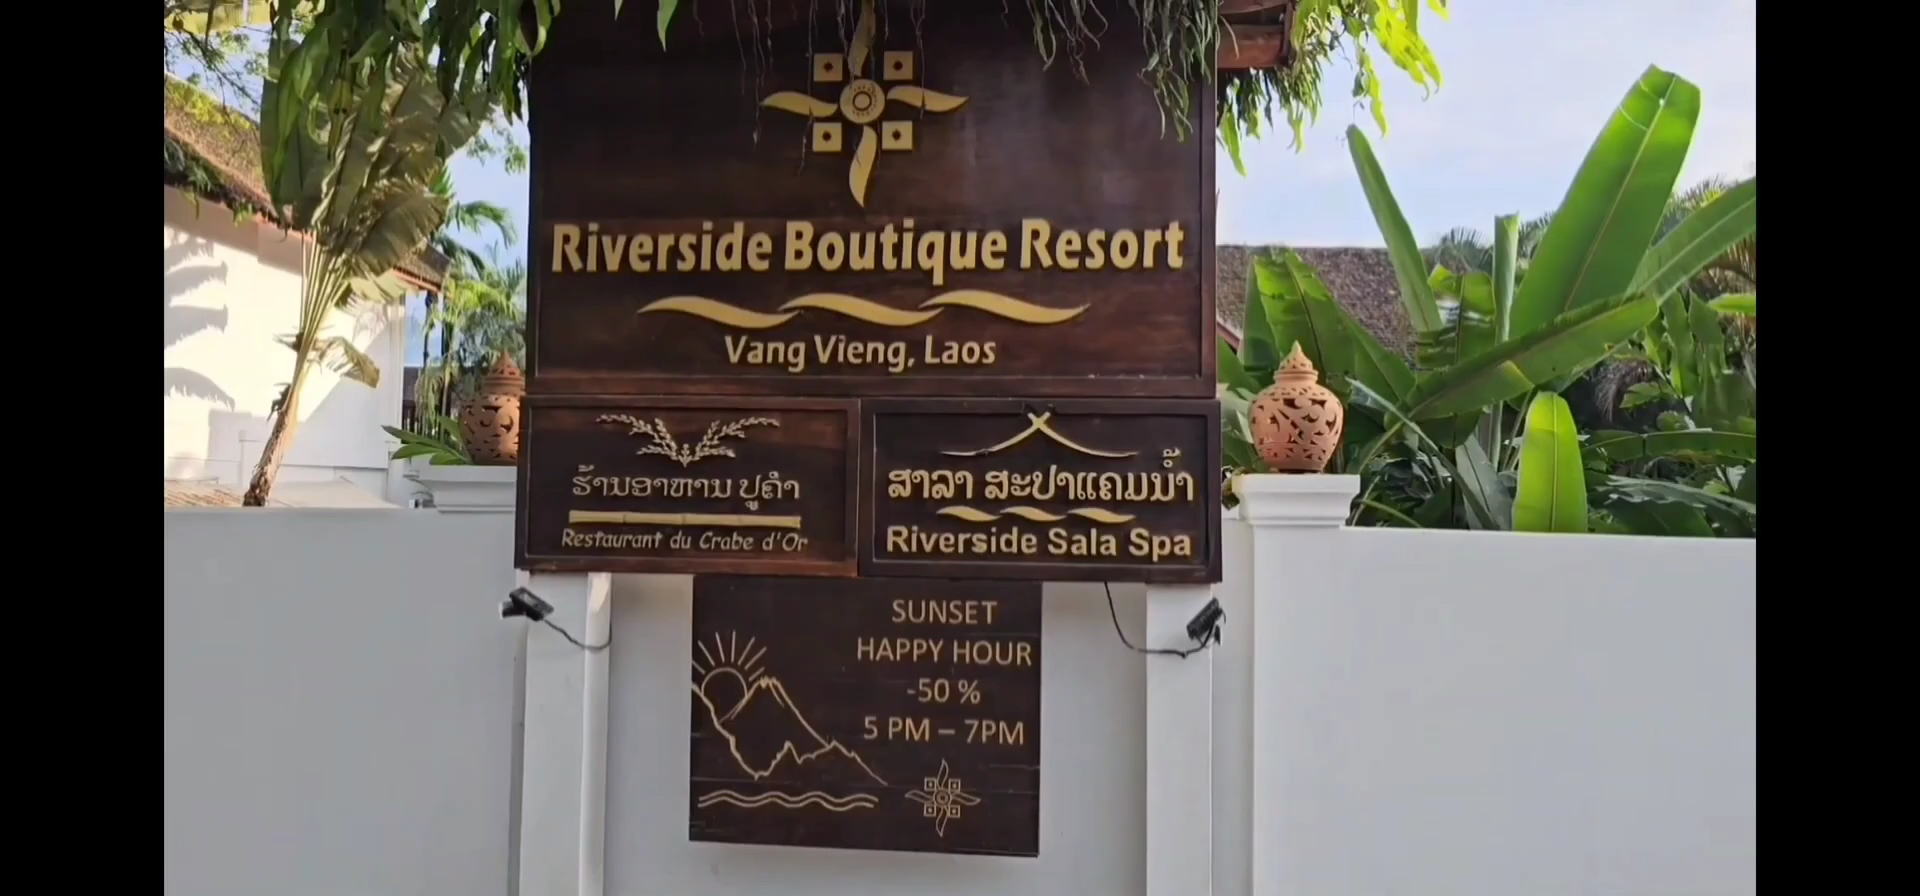 Riverside Boutique Resort
Vang Vieng, Laos
ຮ້ານອາຫານ ປູຄຳ
Restaurant du Crabe d'Or
ສາລາ ສະປາແຄມນ້ຳ
Riverside Sala Spa
SUNSET
HAPPY HOUR
-50 %
5 PM – 7PM